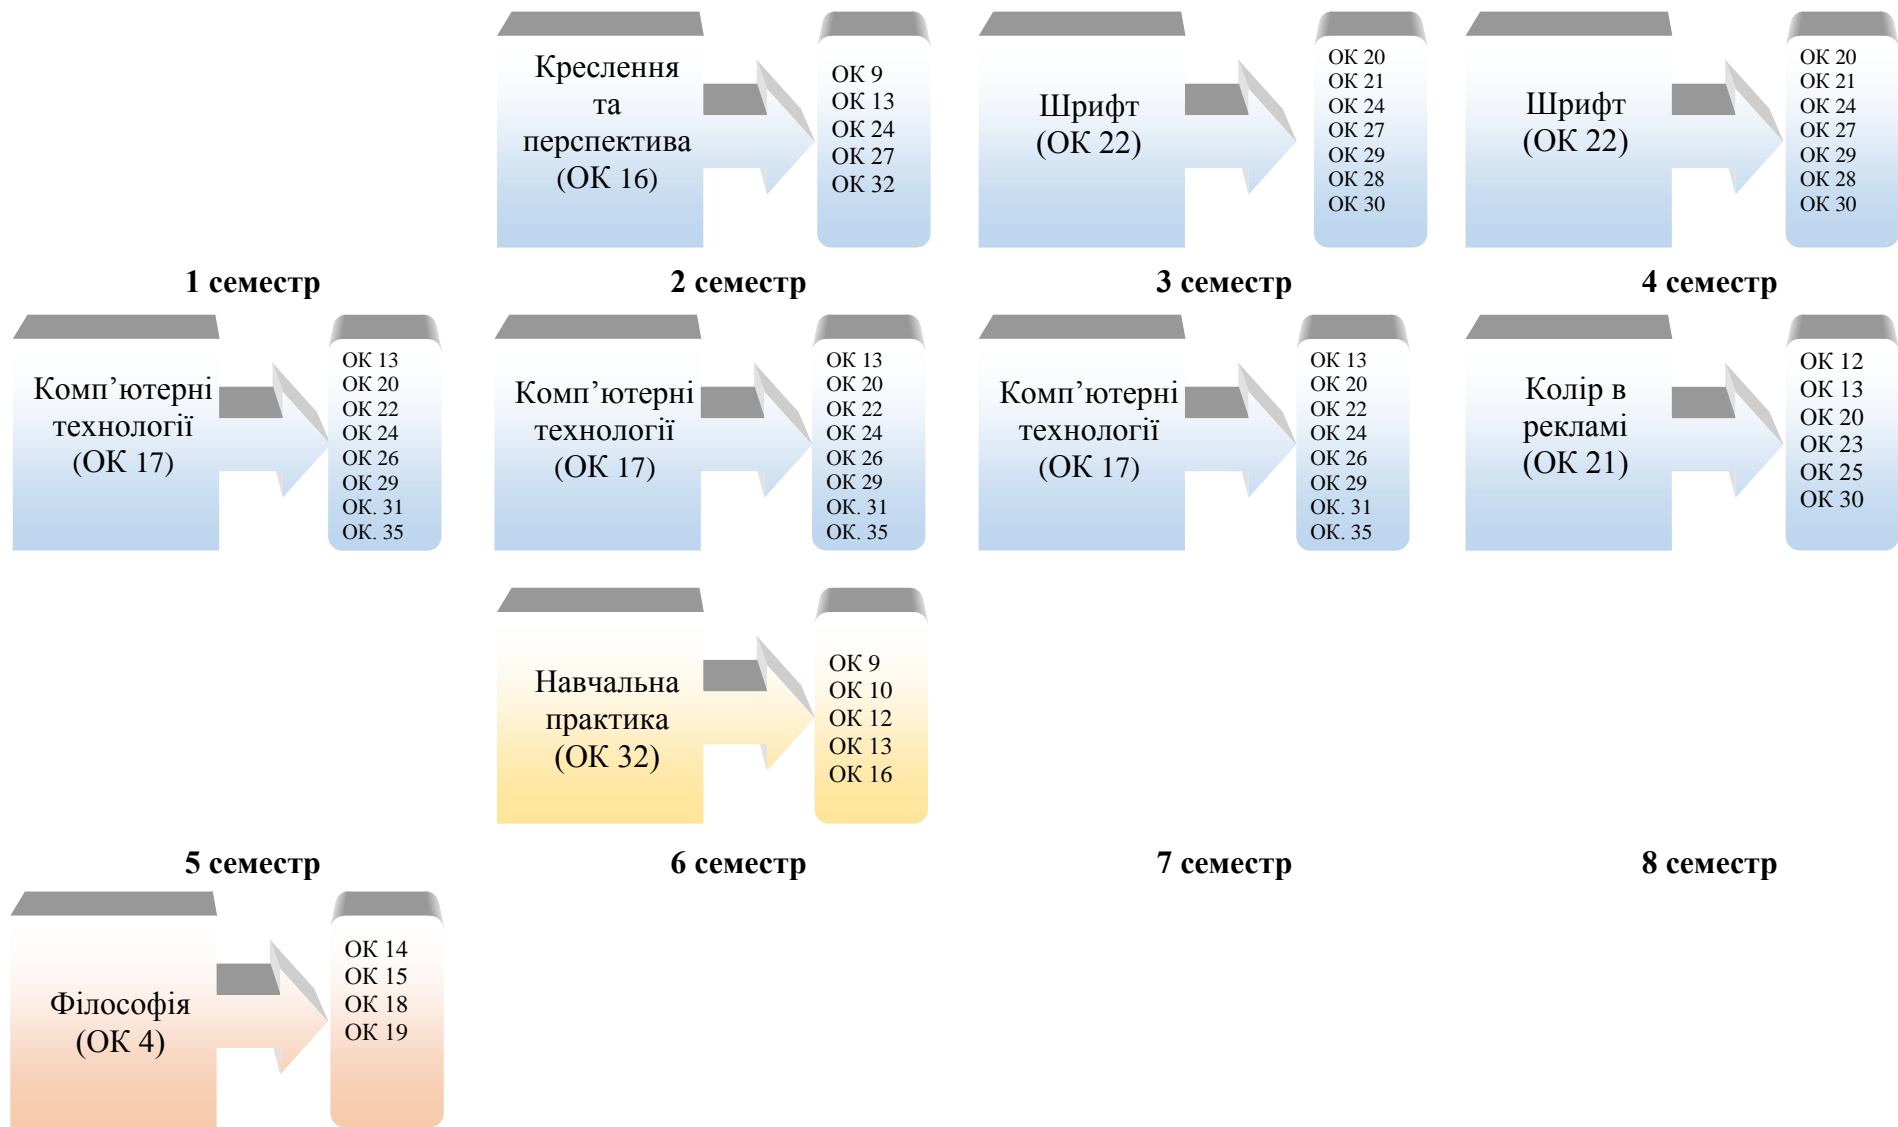 Креслення
та
перспектива
(ОК 16)
ОК 9
ОК 13
ОК 24
ОК 27
ОК 32
Шрифт
(ОК 22)
ОК 20
ОК 21
ОК 24
ОК 27
ОК 29
ОК 28
ОК 30
Шрифт
(ОК 22)
ОК 20
ОК 21
ОК 24
ОК 27
ОК 29
ОК 28
ОК 30
1 семестр
2 семестр
3 семестр
4 семестр
Комп’ютерні
технології
(ОК 17)
ОК 13
ОК 20
ОК 22
ОК 24
ОК 26
ОК 29
ОК. 31
ОК. 35
Комп’ютерні
технології
(ОК 17)
ОК 13
ОК 20
ОК 22
ОК 24
ОК 26
ОК 29
ОК. 31
ОК. 35
Комп’ютерні
технології
(ОК 17)
ОК 13
ОК 20
ОК 22
ОК 24
ОК 26
ОК 29
ОК. 31
ОК. 35
Колір в
рекламі
(ОК 21)
ОК 12
ОК 13
ОК 20
ОК 23
ОК 25
ОК 30
Навчальна
практика
(ОК 32)
ОК 9
ОК 10
ОК 12
ОК 13
ОК 16
5 семестр
6 семестр
7 семестр
8 семестр
Філософія
(ОК 4)
ОК 14
ОК 15
ОК 18
ОК 19